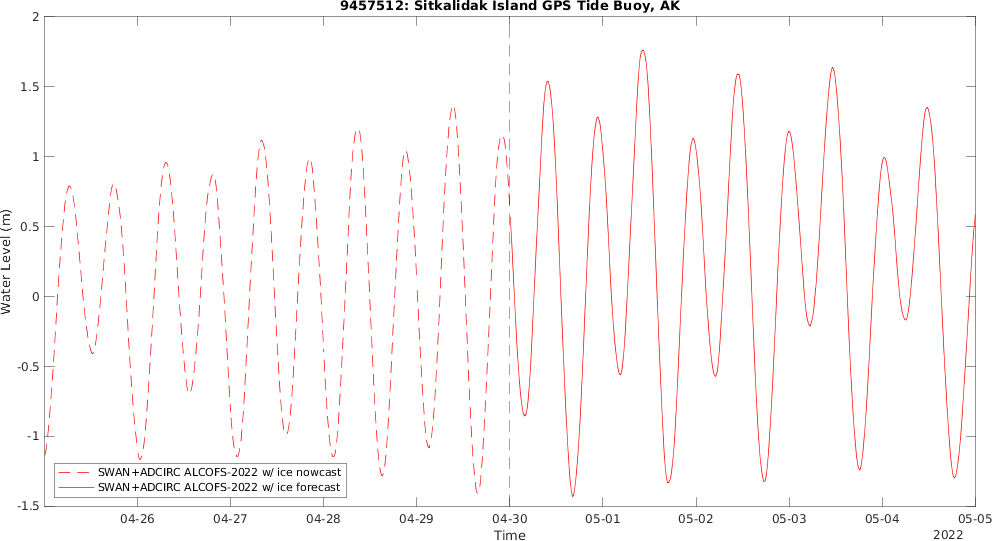 9457512: Sitkalidak Island GPS Tide Buoy, AK
2
1.5
1
0.5
0
-0.5
-1
-1.5
Water Level (m)
SWAN+ADCIRC ALCOFS-2022 w/ ice nowcast
SWAN+ADCIRC ALCOFS-2022 w/ ice forecast
04-26 04-27 04-28 04-29 04-30 05-01 05-02 05-03 05-04 05-05
Time
2022